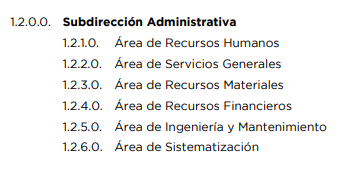 1.2.0.0. Subdirección Administrativa
1.2.1.0. Área de Recursos Humanos
1.2.2.0. Área de Servicios Generales
1.2.3.0. Área de Recursos Materiales
1.2.4.0. Área de Recursos Financieros
1.2.5.0. Área de Ingeniería y Mantenimiento
1.2.6.0. Área de Sistematización